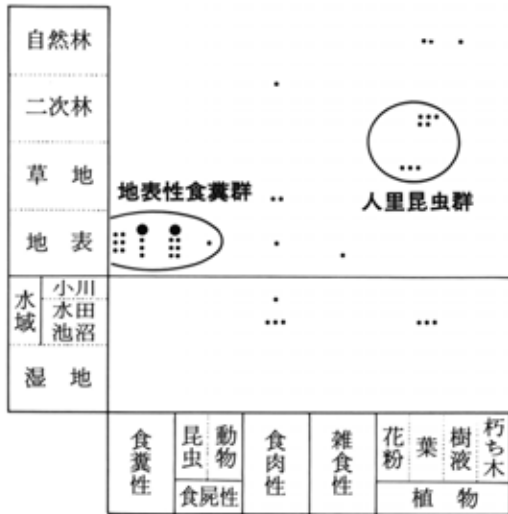 自然林
二次林
草地
地表性食糞群
人里昆虫群
地表
水域
小川
水田
池沼
湿地
食糞性
昆虫
動物
食屍性
食肉性
雑食性
花粉
葉
樹液
朽ち木
植物